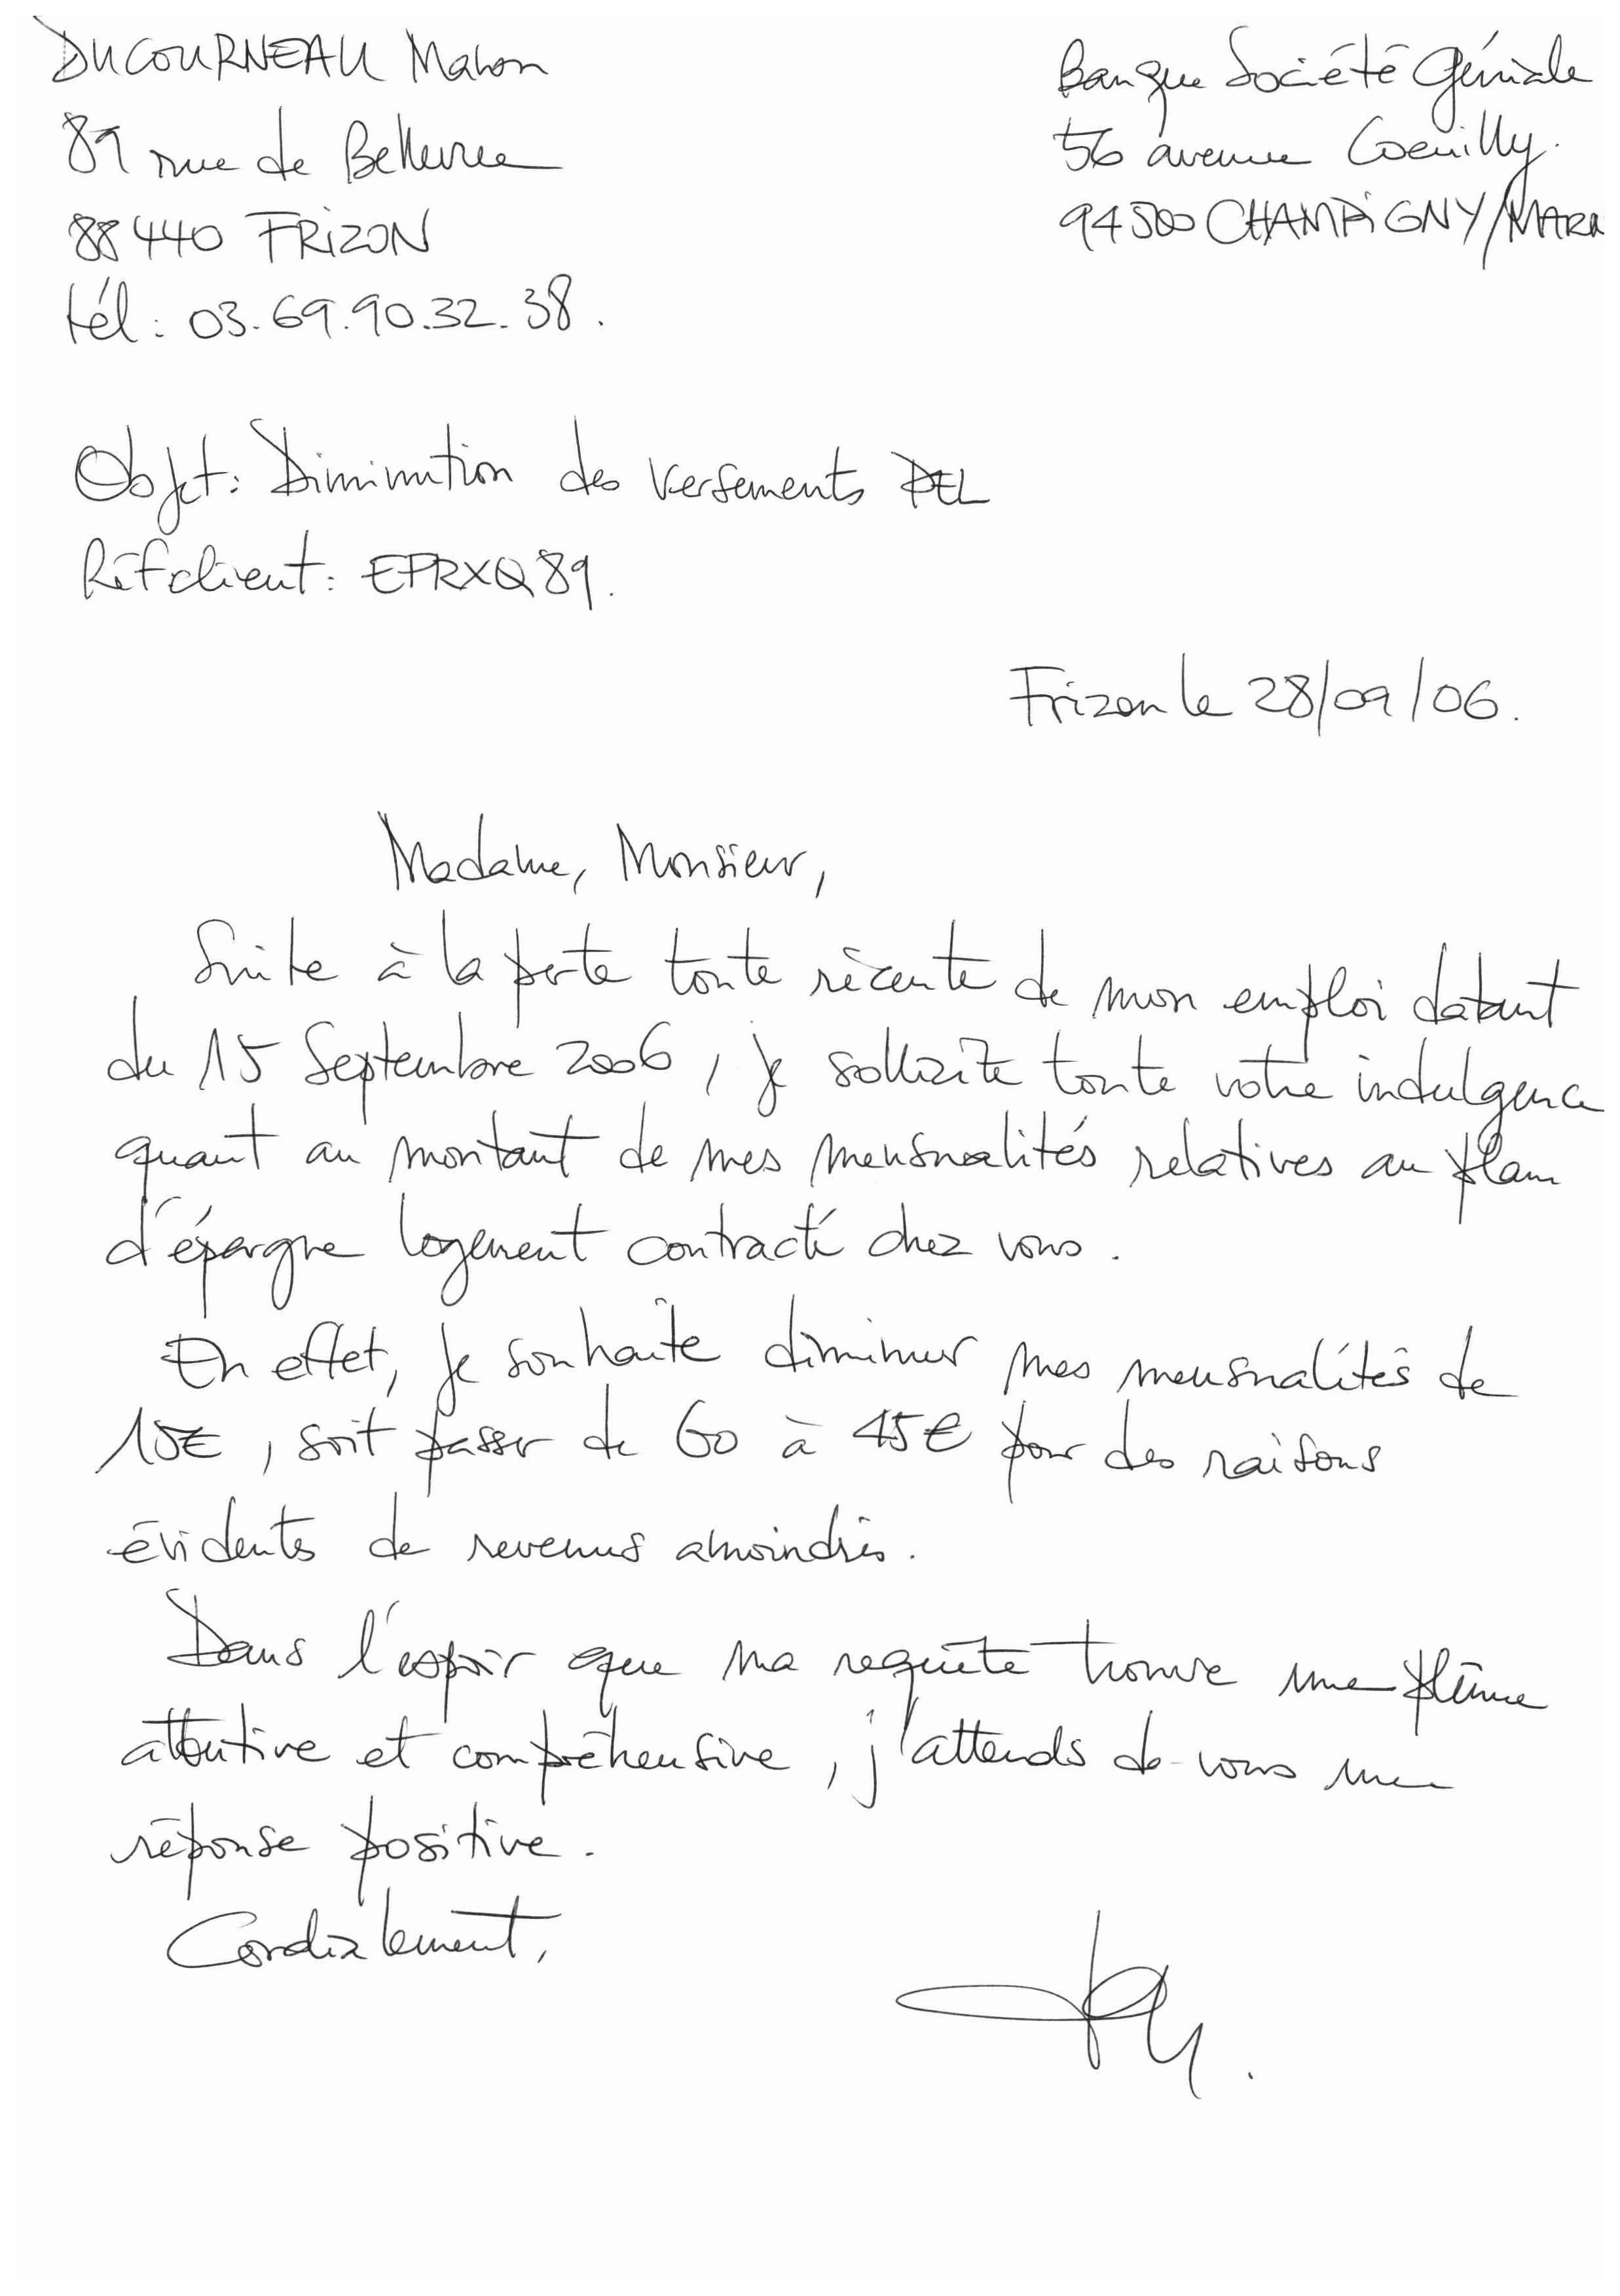 DUCOURNEAU Mahon
89 rue de Bellevue
88440 FRIZON
tél : 03.69.90.32.38.
Banque Société Géniale
56 avenue Coeuilly.
94500 CHAMPIGNY/MARN
Objet : Diminution des versements PEL
Réf client : EPRXQ89.
Frizon le 28/09/06.
Madame, Monsieur,
Suite à la perte toute récente de mon emploi datant
du 15 Septembre 2006, je sollicite toute votre indulgence
quant au montant de mes mensualités relatives au plan
d'épargne logement contracté chez vous.
En effet, je souhaite diminuer mes mensualités de
15€, soit passer de 60 à 45€ pour des raisons
évidentes de revenus amoindris.
Dans l'espoir que ma requête trouve une
attentive et compréhensive, j'attends de vous une
réponse positive.
Cordialement,